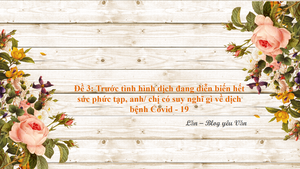 Đề 3: Trước tình hình dịch đang diễn biến hết
sức phức tạp, anh/ chị có suy nghĩ gì về dịch
bệnh Covid - 19
Lớn – Blog yêu Văn